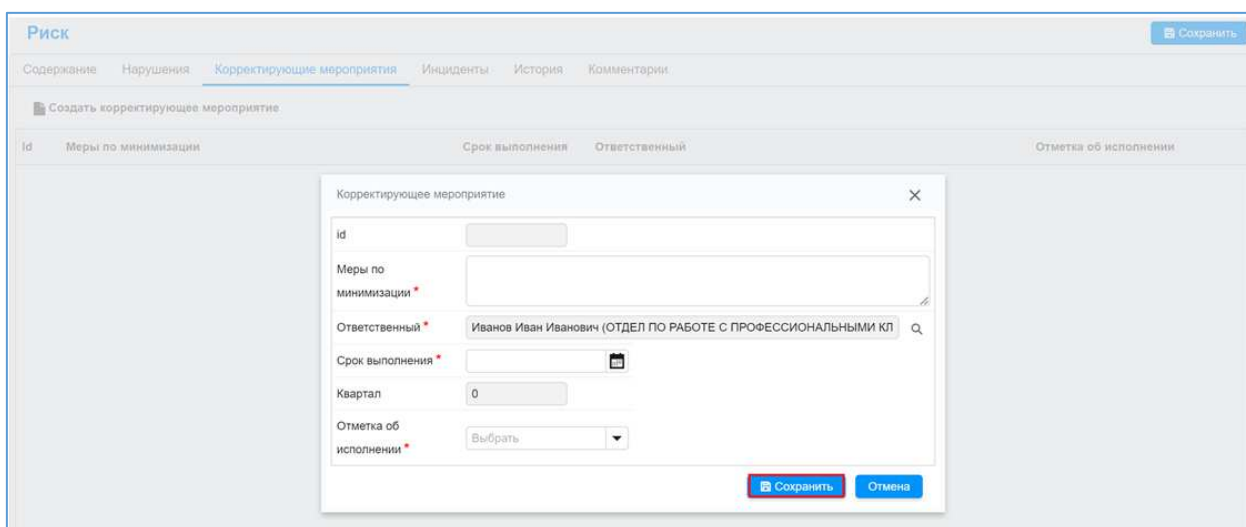 Риск
Сохранить
Содержание Нарушения Корректирующие мероприятия Инциденты История Комментарии
Создать корректирующее мероприятие
Id Меры по минимизации Срок выполнения Ответственный Отметка об исполнении
Корректирующее мероприятие
id
Меры по
минимизации *
Ответственный * Иванов Иван Иванович (ОТДЕЛ ПО РАБОТЕ С ПРОФЕССИОНАЛЬНЫМИ КЛ
Срок выполнения *
Квартал 0
Отметка об
исполнении * Выбрать
Сохранить Отмена